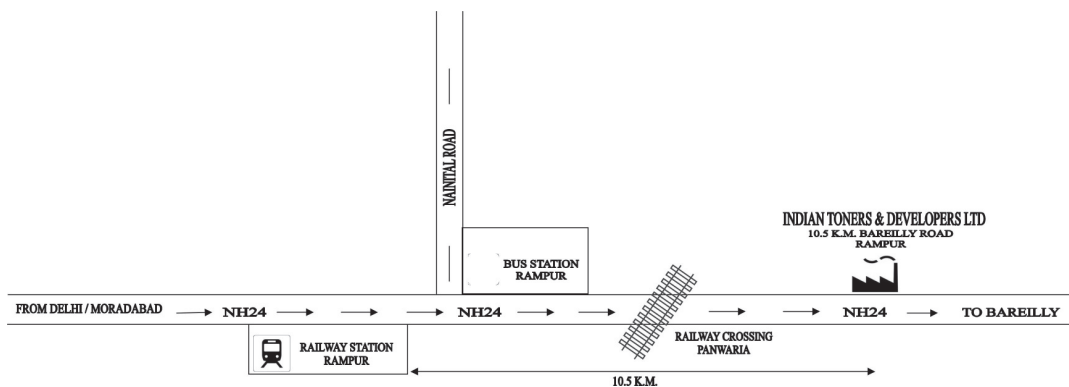 NAINITAL ROAD
INDIAN TONERS & DEVELOPERS LTD
10.5 K.M. BAREILLY ROAD
RAMPUR
BUS STATION
RAMPUR
FROM DELHI / MORADABAD
NH24
NH24
NH24
TO BAREILLY
RAILWAY STATION
RAMPUR
RAILWAY CROSSING
PANWARIA
10.5 K.M.